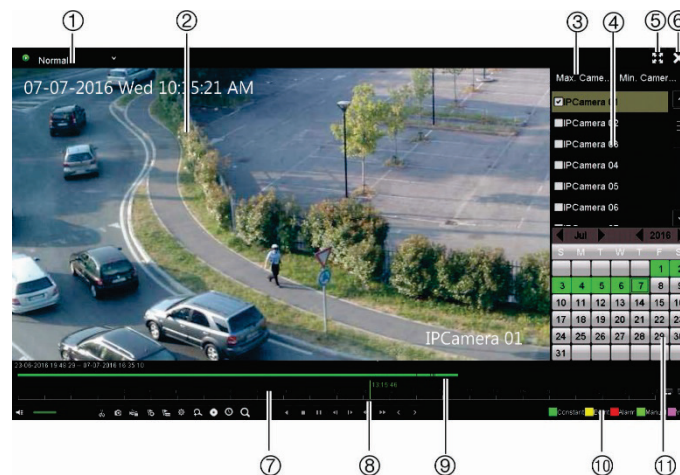 ① ② ③ ④ ⑤ ⑥
Normal
Max. Came... Min. Camer...
07-07-2016 Wed 10:15:21 AM
IPCamera 01
IPCamera 02
IPCamera 03
IPCamera 04
IPCamera 05
IPCamera 06
Jul 2016
S M T W T F S
1 2
3 4 5 6 7 8 9
10 11 12 13 14 15 16
17 18 19 20 21 22 23
24 25 26 27 28 29 30
31
IPCamera 01
23-06-2016 19:46:29 -- 07-07-2016 16:35:10
13:15:46
Constant Event Alarm Manual
⑦ ⑧ ⑨ ⑩ ⑪